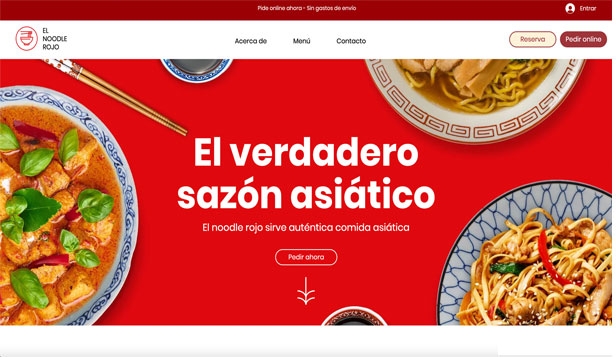 Pide online ahora - Sin gastos de envío
Entrar
EL
NOODLE
ROJO
Acerca de
Menú
Contacto
Reserva
Pedir online
El verdadero
sazón asiático
El noodle rojo sirve auténtica comida asiática
Pedir ahora